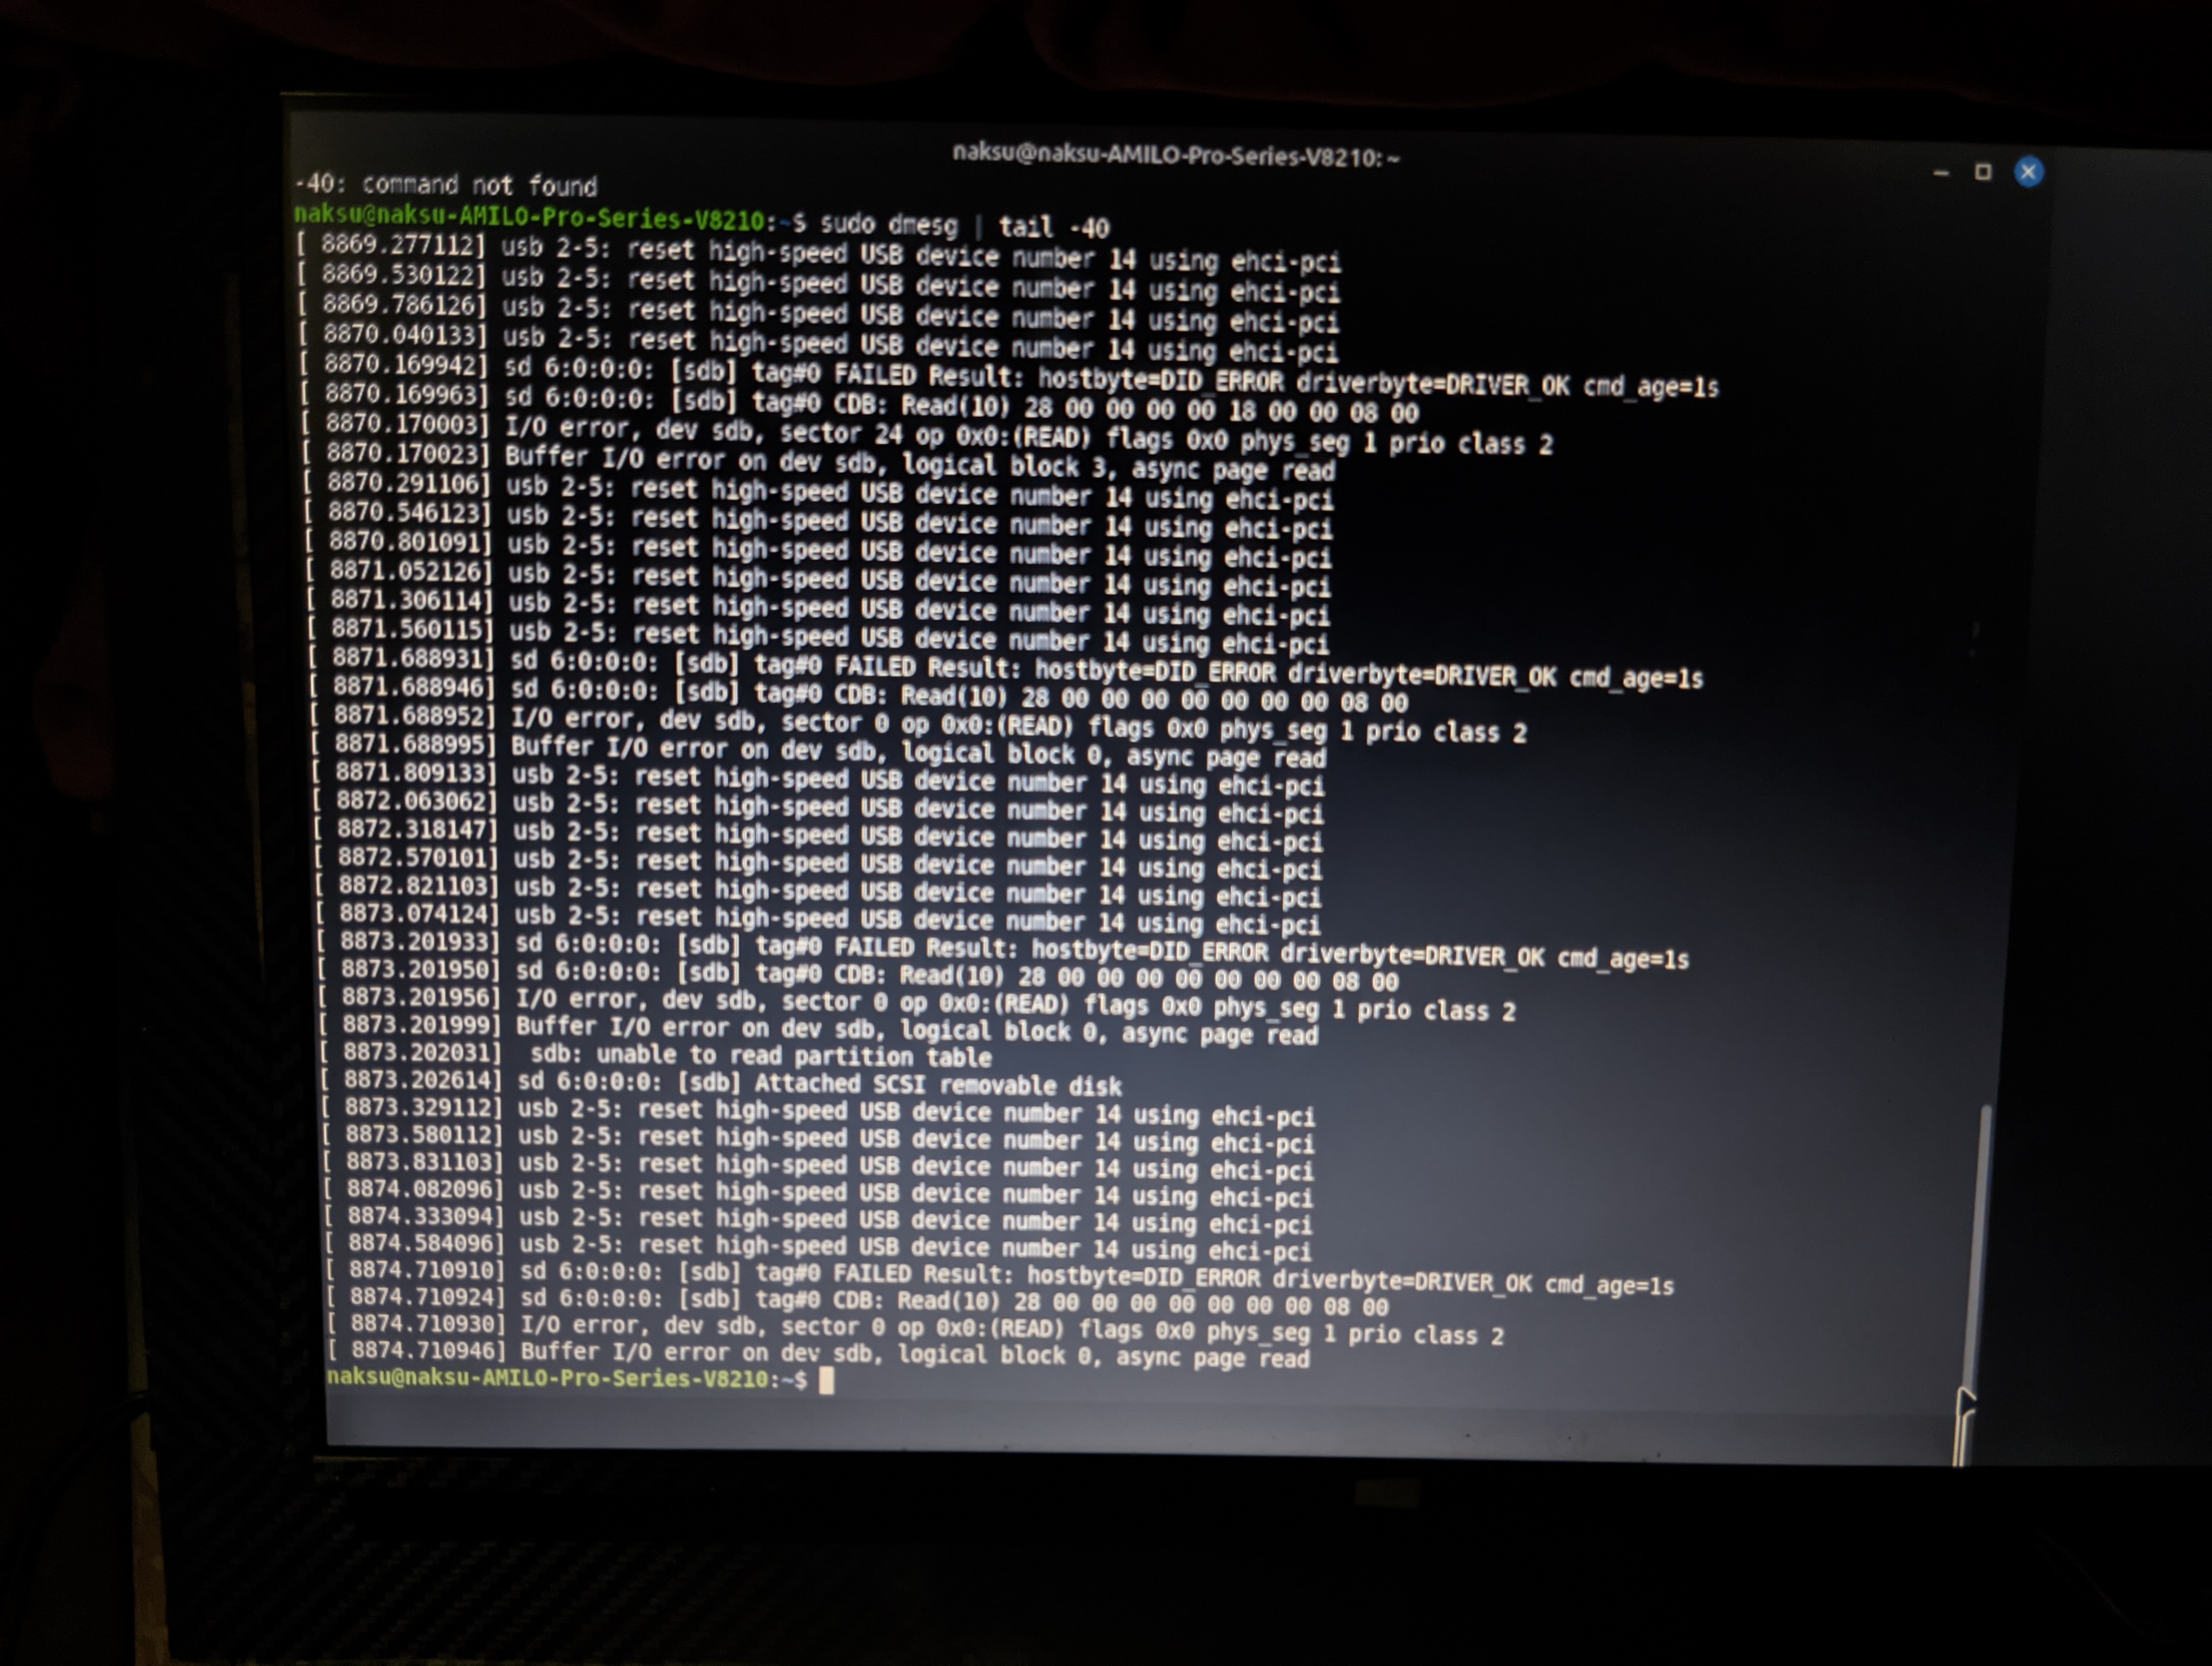 naksu@naksu-AMILO-Pro-Series-V8210: ~
-40: command not found
naksu@naksu-AMILO-Pro-Series-V8210:~$ sudo dmesg | tail -40
[ 8869.277112] usb 2-5: reset high-speed USB device number 14 using ehci-pci
[ 8869.530122] usb 2-5: reset high-speed USB device number 14 using ehci-pci
[ 8869.786126] usb 2-5: reset high-speed USB device number 14 using ehci-pci
[ 8870.040133] usb 2-5: reset high-speed USB device number 14 using ehci-pci
[ 8870.169942] sd 6:0:0:0: [sdb] tag#0 FAILED Result: hostbyte=DID_ERROR driverbyte=DRIVER_OK cmd_age=1s
[ 8870.169963] sd 6:0:0:0: [sdb] tag#0 CDB: Read(10) 28 00 00 00 00 18 00 00 08 00
[ 8870.170003] I/O error, dev sdb, sector 24 op 0x0:(READ) flags 0x0 phys_seg 1 prio class 2
[ 8870.170023] Buffer I/O error on dev sdb, logical block 3, async page read
[ 8870.291106] usb 2-5: reset high-speed USB device number 14 using ehci-pci
[ 8870.546123] usb 2-5: reset high-speed USB device number 14 using ehci-pci
[ 8870.801091] usb 2-5: reset high-speed USB device number 14 using ehci-pci
[ 8871.052126] usb 2-5: reset high-speed USB device number 14 using ehci-pci
[ 8871.306114] usb 2-5: reset high-speed USB device number 14 using ehci-pci
[ 8871.560115] usb 2-5: reset high-speed USB device number 14 using ehci-pci
[ 8871.688931] sd 6:0:0:0: [sdb] tag#0 FAILED Result: hostbyte=DID_ERROR driverbyte=DRIVER_OK cmd_age=1s
[ 8871.688946] sd 6:0:0:0: [sdb] tag#0 CDB: Read(10) 28 00 00 00 00 00 00 00 08 00
[ 8871.688952] I/O error, dev sdb, sector 0 op 0x0:(READ) flags 0x0 phys_seg 1 prio class 2
[ 8871.688995] Buffer I/O error on dev sdb, logical block 0, async page read
[ 8871.809133] usb 2-5: reset high-speed USB device number 14 using ehci-pci
[ 8872.063062] usb 2-5: reset high-speed USB device number 14 using ehci-pci
[ 8872.318147] usb 2-5: reset high-speed USB device number 14 using ehci-pci
[ 8872.570101] usb 2-5: reset high-speed USB device number 14 using ehci-pci
[ 8872.821103] usb 2-5: reset high-speed USB device number 14 using ehci-pci
[ 8873.074124] usb 2-5: reset high-speed USB device number 14 using ehci-pci
[ 8873.201933] sd 6:0:0:0: [sdb] tag#0 FAILED Result: hostbyte=DID_ERROR driverbyte=DRIVER_OK cmd_age=1s
[ 8873.201950] sd 6:0:0:0: [sdb] tag#0 CDB: Read(10) 28 00 00 00 00 00 00 00 08 00
[ 8873.201956] I/O error, dev sdb, sector 0 op 0x0:(READ) flags 0x0 phys_seg 1 prio class 2
[ 8873.201999] Buffer I/O error on dev sdb, logical block 0, async page read
[ 8873.202031]  sdb: unable to read partition table
[ 8873.202614] sd 6:0:0:0: [sdb] Attached SCSI removable disk
[ 8873.329112] usb 2-5: reset high-speed USB device number 14 using ehci-pci
[ 8873.580112] usb 2-5: reset high-speed USB device number 14 using ehci-pci
[ 8873.831103] usb 2-5: reset high-speed USB device number 14 using ehci-pci
[ 8874.082096] usb 2-5: reset high-speed USB device number 14 using ehci-pci
[ 8874.333094] usb 2-5: reset high-speed USB device number 14 using ehci-pci
[ 8874.584096] usb 2-5: reset high-speed USB device number 14 using ehci-pci
[ 8874.710910] sd 6:0:0:0: [sdb] tag#0 FAILED Result: hostbyte=DID_ERROR driverbyte=DRIVER_OK cmd_age=1s
[ 8874.710924] sd 6:0:0:0: [sdb] tag#0 CDB: Read(10) 28 00 00 00 00 00 00 00 08 00
[ 8874.710930] I/O error, dev sdb, sector 0 op 0x0:(READ) flags 0x0 phys_seg 1 prio class 2
[ 8874.710946] Buffer I/O error on dev sdb, logical block 0, async page read
naksu@naksu-AMILO-Pro-Series-V8210:~$